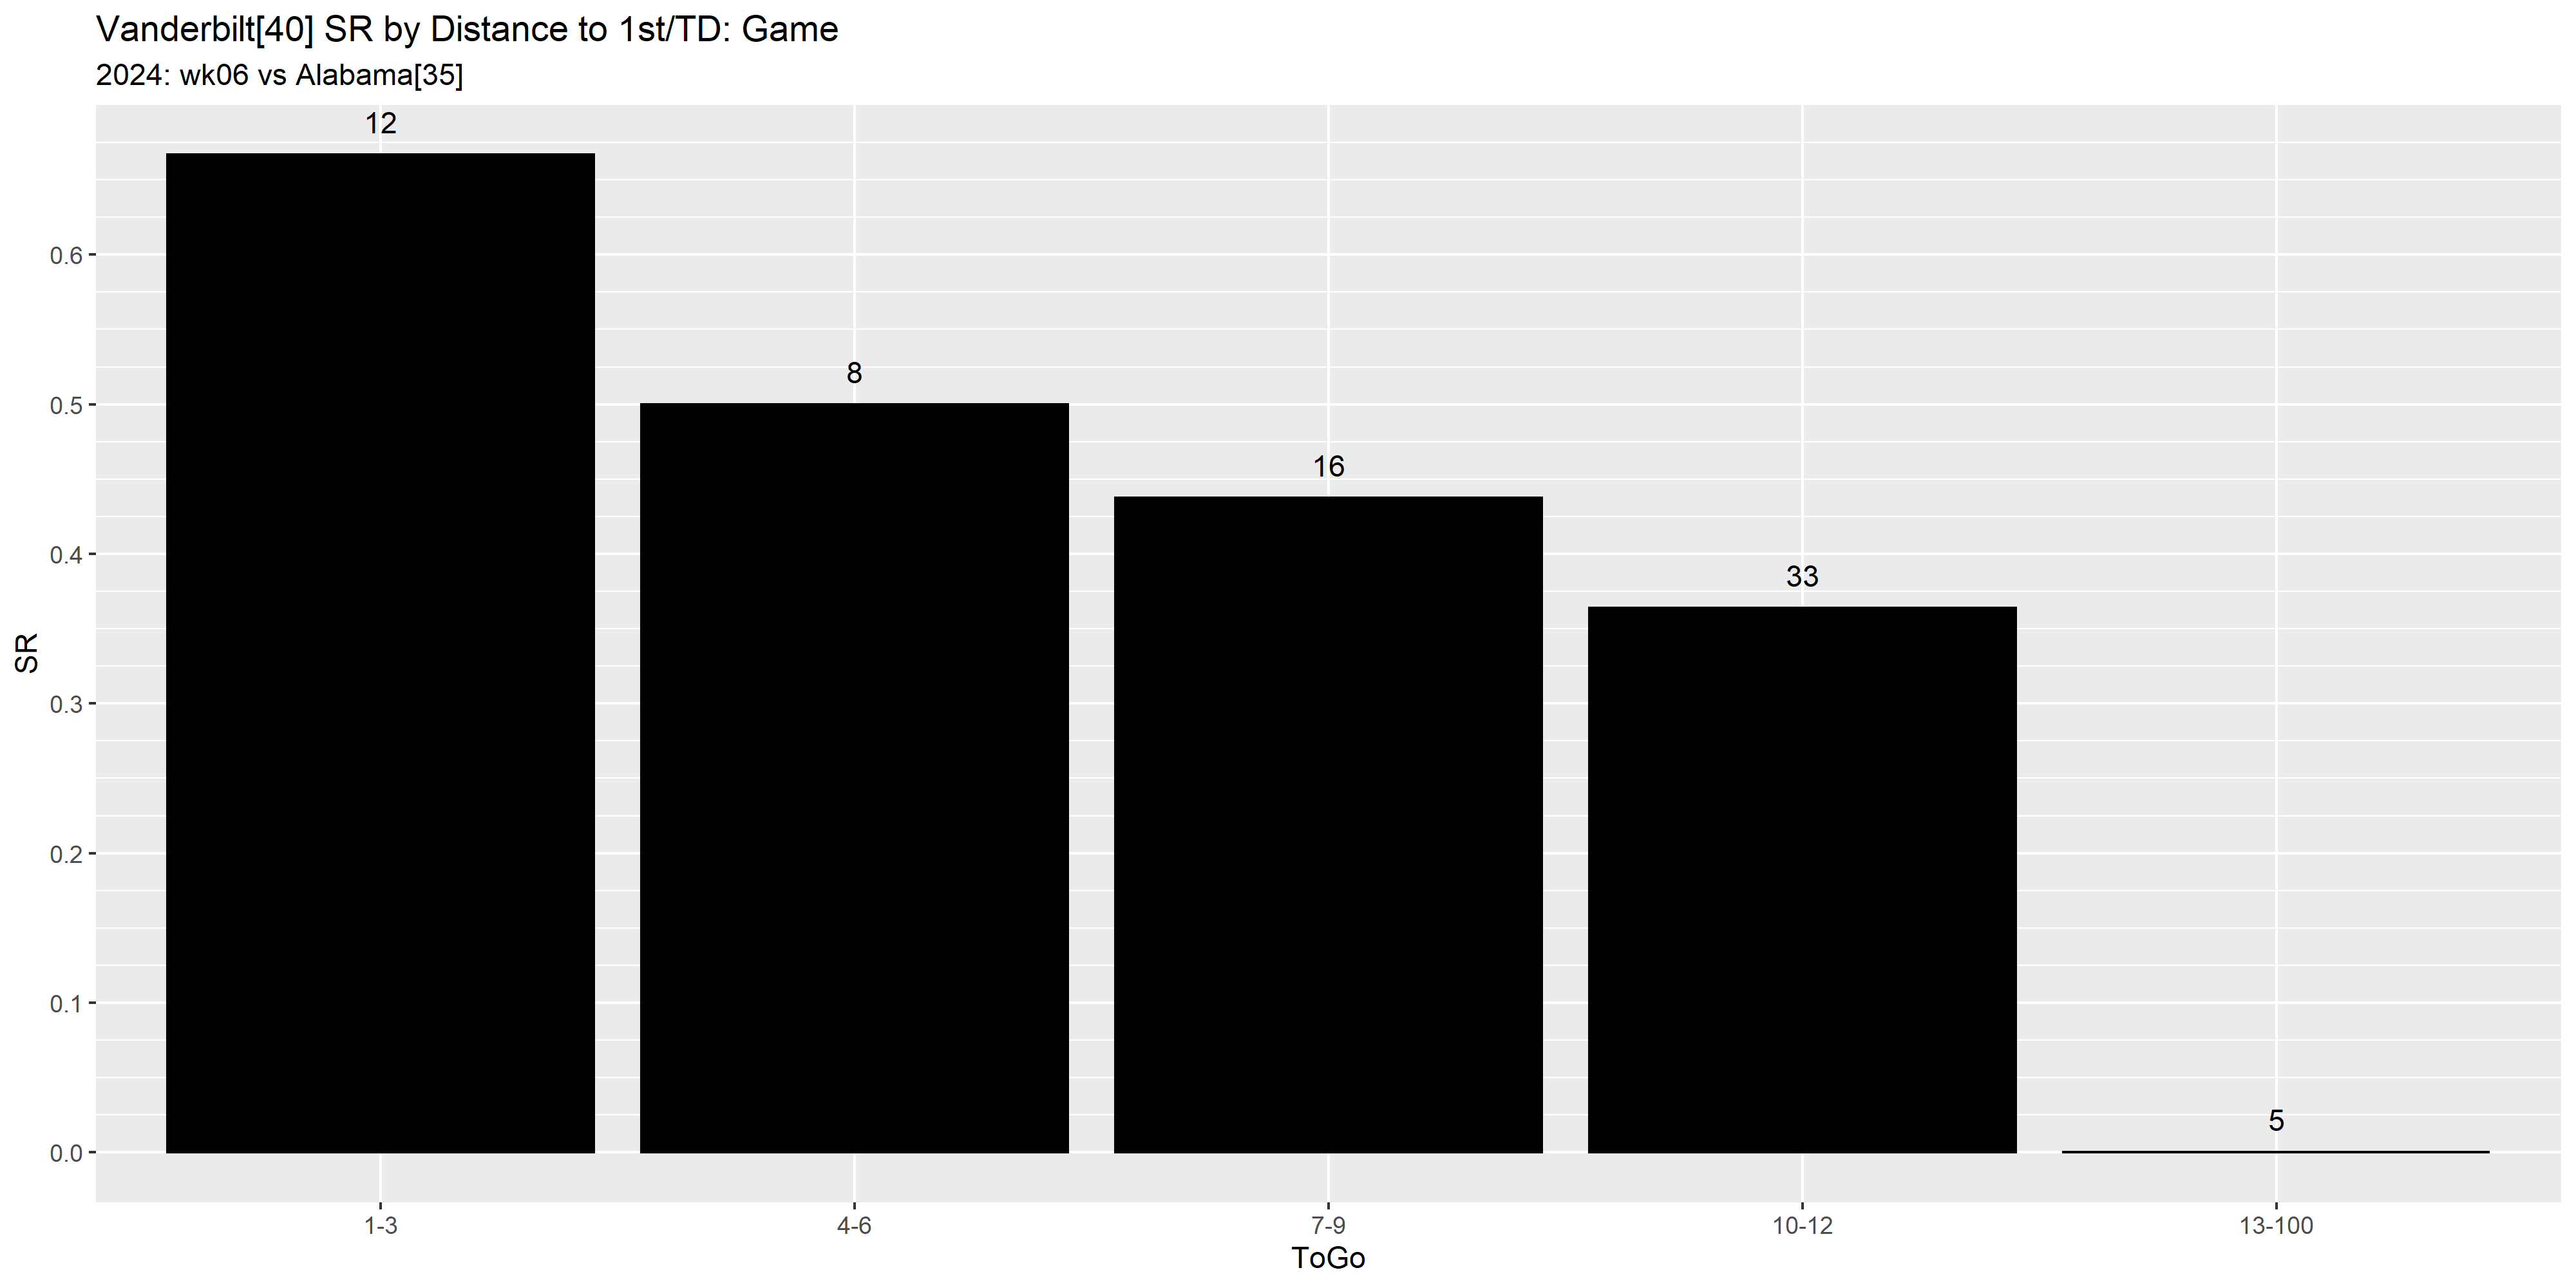 Vanderbilt[40] SR by Distance to 1st/TD: Game
2024: wk06 vs Alabama[35]
12
8
16
33
5
0.6
0.5
0.4
0.3
0.2
0.1
0.0
SR
1-3 4-6 7-9 10-12 13-100
ToGo